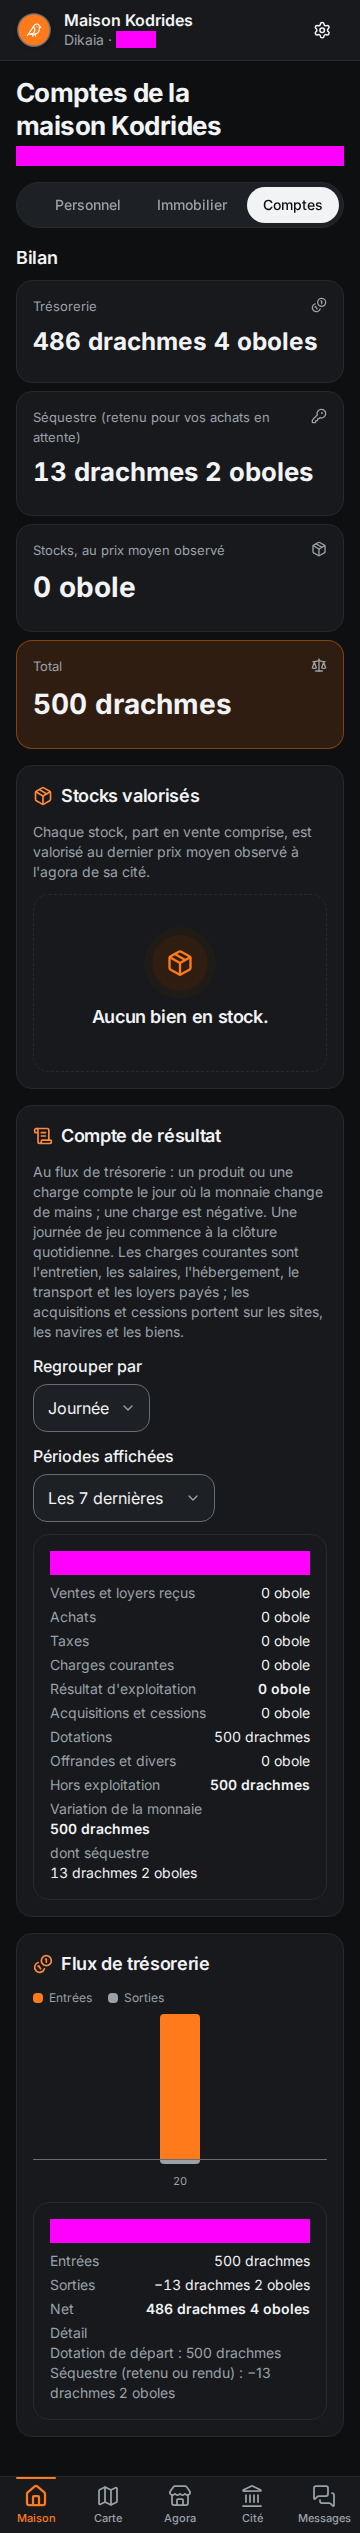 Maison Kodrides
Dikaia ·
Comptes de la
maison Kodrides
Personnel
Immobilier
Comptes
Bilan
Trésorerie
486 drachmes 4 oboles
Séquestre (retenu pour vos achats en
attente)
13 drachmes 2 oboles
Stocks, au prix moyen observé
0 obole
Total
500 drachmes
Stocks valorisés
Chaque stock, part en vente comprise, est
valorisé au dernier prix moyen observé à
l'agora de sa cité.
Aucun bien en stock.
Compte de résultat
Au flux de trésorerie : un produit ou une
charge compte le jour où la monnaie change
de mains ; une charge est négative. Une
journée de jeu commence à la clôture
quotidienne. Les charges courantes sont
l'entretien, les salaires, l'hébergement, le
transport et les loyers payés ; les
acquisitions et cessions portent sur les sites,
les navires et les biens.
Regrouper par
Journée
Périodes affichées
Les 7 dernières
Ventes et loyers reçus 0 obole
Achats 0 obole
Taxes 0 obole
Charges courantes 0 obole
Résultat d'exploitation 0 obole
Acquisitions et cessions 0 obole
Dotations 500 drachmes
Offrandes et divers 0 obole
Hors exploitation 500 drachmes
Variation de la monnaie
500 drachmes
dont séquestre
13 drachmes 2 oboles
Flux de trésorerie
Entrées Sorties
20
Entrées 500 drachmes
Sorties −13 drachmes 2 oboles
Net 486 drachmes 4 oboles
Détail
Dotation de départ : 500 drachmes
Séquestre (retenu ou rendu) : −13
drachmes 2 oboles
Maison Carte Agora Cité Messages